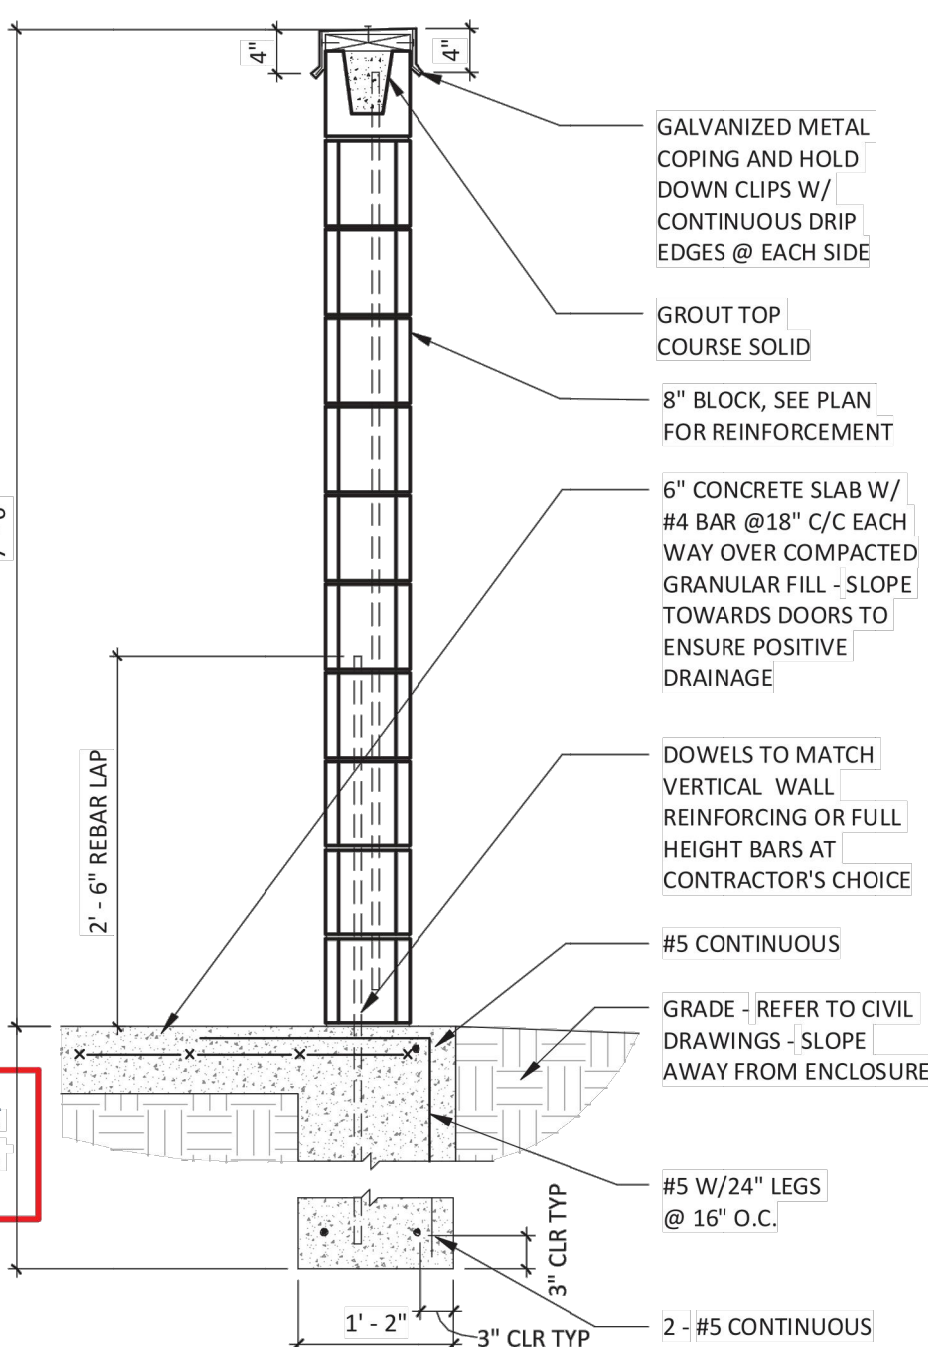 4"
4"
GALVANIZED METAL
COPING AND HOLD
DOWN CLIPS W/
CONTINUOUS DRIP
EDGES @ EACH SIDE
GROUT TOP
COURSE SOLID
8" BLOCK, SEE PLAN
FOR REINFORCEMENT
6" CONCRETE SLAB W/
#4 BAR @18" C/C EACH
WAY OVER COMPACTED
GRANULAR FILL - SLOPE
TOWARDS DOORS TO
ENSURE POSITIVE
DRAINAGE
2' - 6" REBAR LAP
DOWELS TO MATCH
VERTICAL WALL
REINFORCING OR FULL
HEIGHT BARS AT
CONTRACTOR'S CHOICE
#5 CONTINUOUS
GRADE - REFER TO CIVIL
DRAWINGS - SLOPE
AWAY FROM ENCLOSURE
#5 W/24" LEGS
@ 16" O.C.
3" CLR TYP
1' - 2"
3" CLR TYP
2 - #5 CONTINUOUS